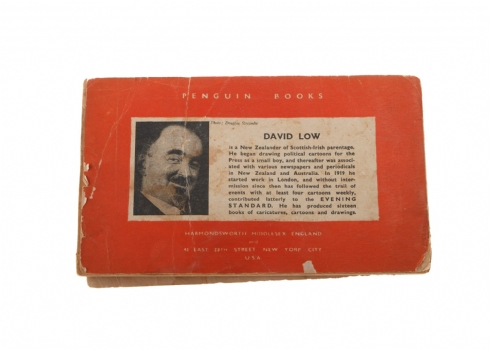 PENGUIN BOOKS
Photo: Douglas
DAVID LOW
is a New Zealander of Scottish-Irish parentage.
He began drawing political cartoons for the
Press as a small boy, and thereafter was associ-
ated with various newspapers and periodicals
in New Zealand and Australia. In 1919 he
started work in London, and without inter-
mission since then has followed the trail of
events with at least four cartoons weekly,
contributed latterly to the EVENING
STANDARD. He has produced sixteen
books of caricatures, cartoons and drawings.
HARMONDSWORTH MIDDLESEX ENGLAND
AND
41 EAST 28TH STREET NEW YORK CITY
U.S.A.